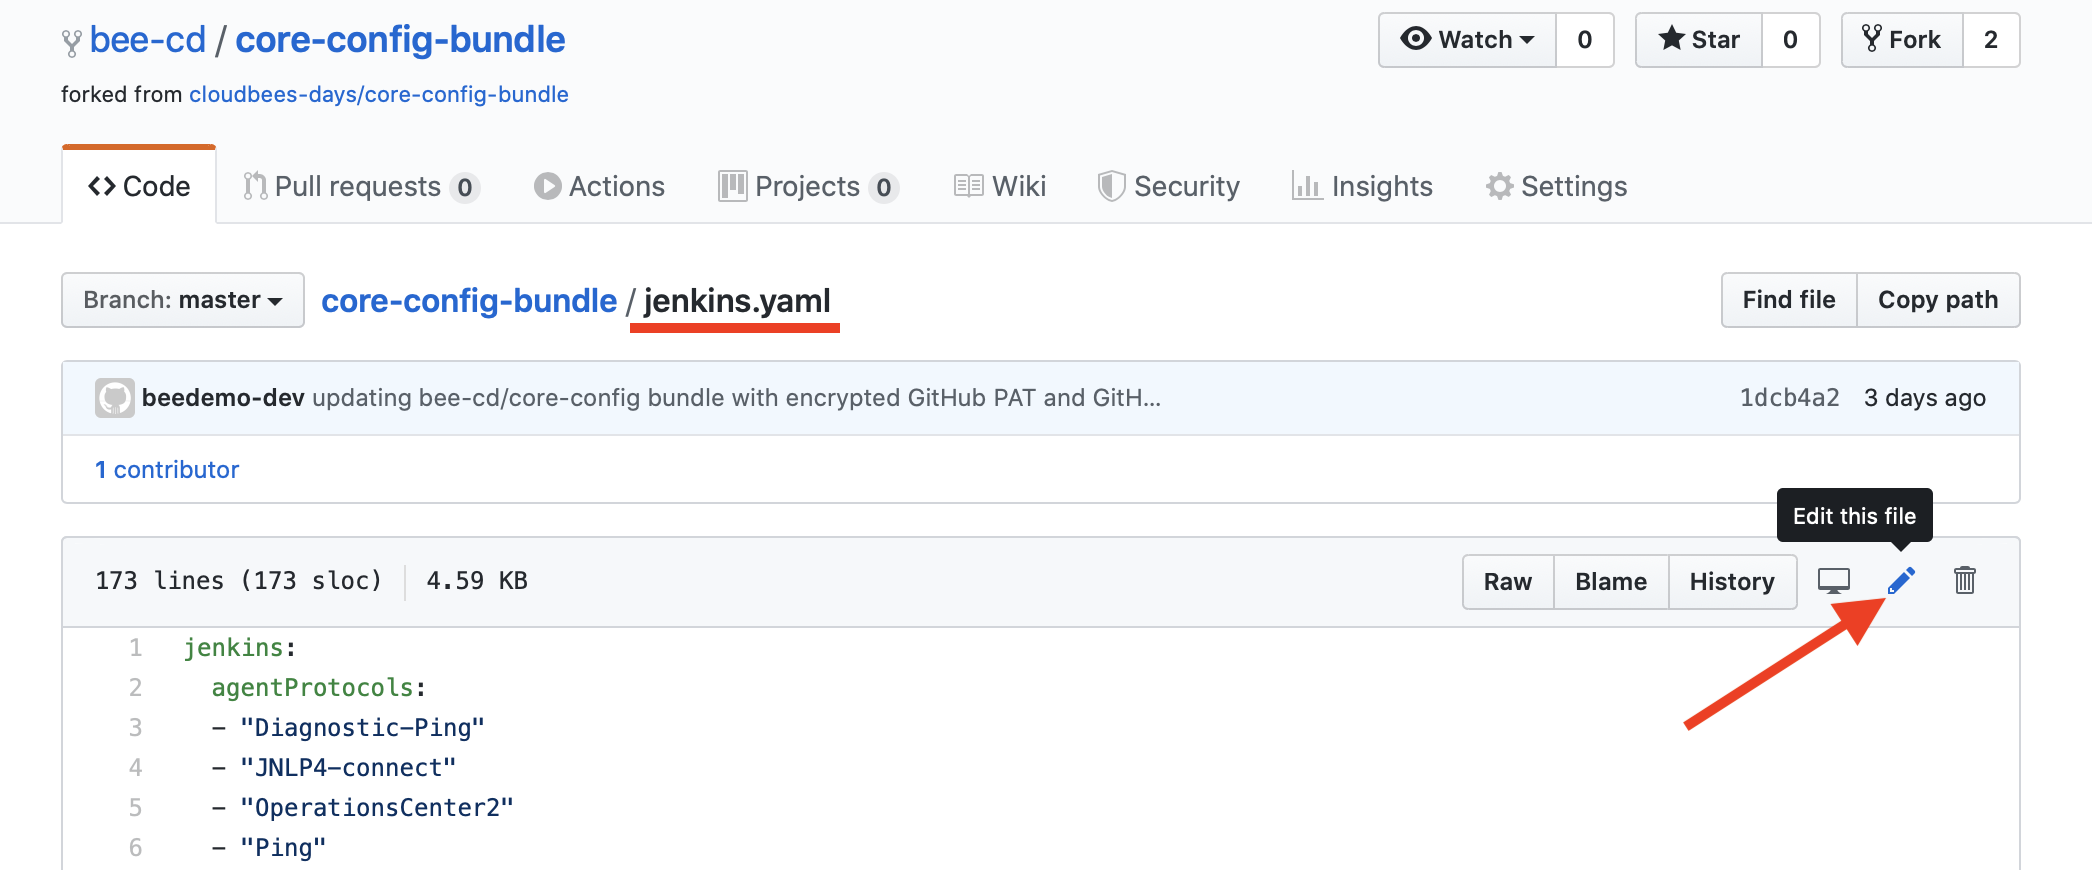 bee-cd / core-config-bundle
Watch 0 Star 0 Fork 2
forked from cloudbees-days/core-config-bundle
Code Pull requests 0 Actions Projects 0 Wiki Security Insights Settings
Branch: master core-config-bundle / jenkins.yaml Find file Copy path
beedemo-dev updating bee-cd/core-config bundle with encrypted GitHub PAT and GitH... 1dcb4a2 3 days ago
1 contributor
Edit this file
173 lines (173 sloc) 4.59 KB Raw Blame History
1 jenkins:
2 agentProtocols:
3 - "Diagnostic-Ping"
4 - "JNLP4-connect"
5 - "OperationsCenter2"
6 - "Ping"